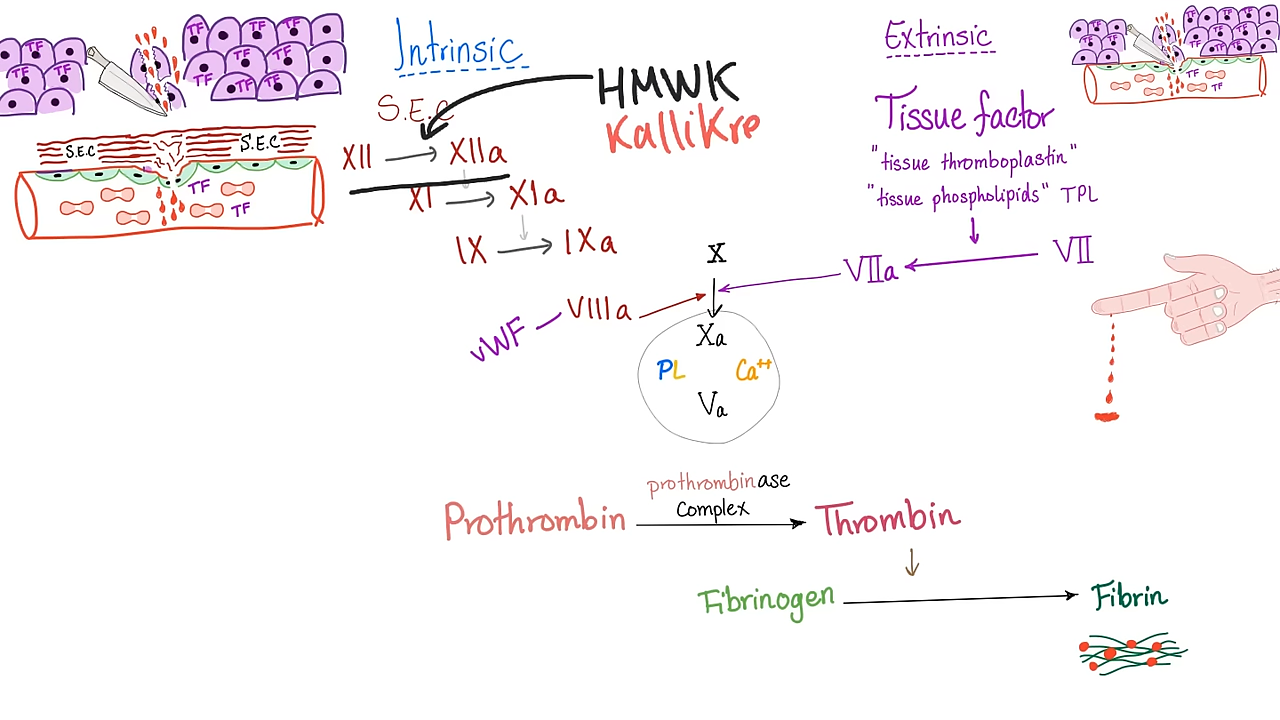 Intrinsic
S.E.C
HMWK
Kallikre
XII XIIa
XI XIa
IX IXa
vWF VIIIa
TF TF TF TF TF TF TF TF
S.E.C S.E.C
TF
TF
Extrinsic
Tissue factor
"tissue thromboplastin"
"tissue phospholipids" TPL
VIIa VII
TF TF TF TF TF TF TF
TF
TF
X
Xa
PL Ca++
Va
Prothrombin prothrombinase Complex Thrombin
Fibrinogen Fibrin